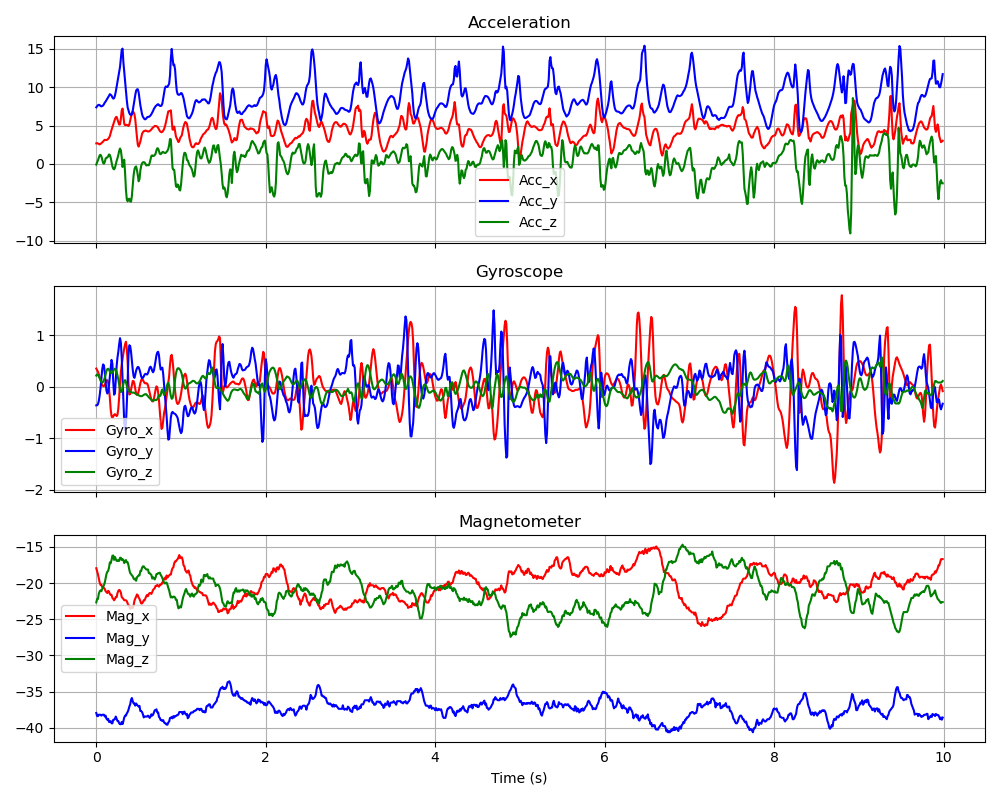 Acceleration
15
10
5
0
−5
−10
Acc_x
Acc_y
Acc_z
Gyroscope
1
0
−1
−2
Gyro_x
Gyro_y
Gyro_z
Magnetometer
−15
−20
−25
−30
−35
−40
Mag_x
Mag_y
Mag_z
0 2 4 6 8 10
Time (s)